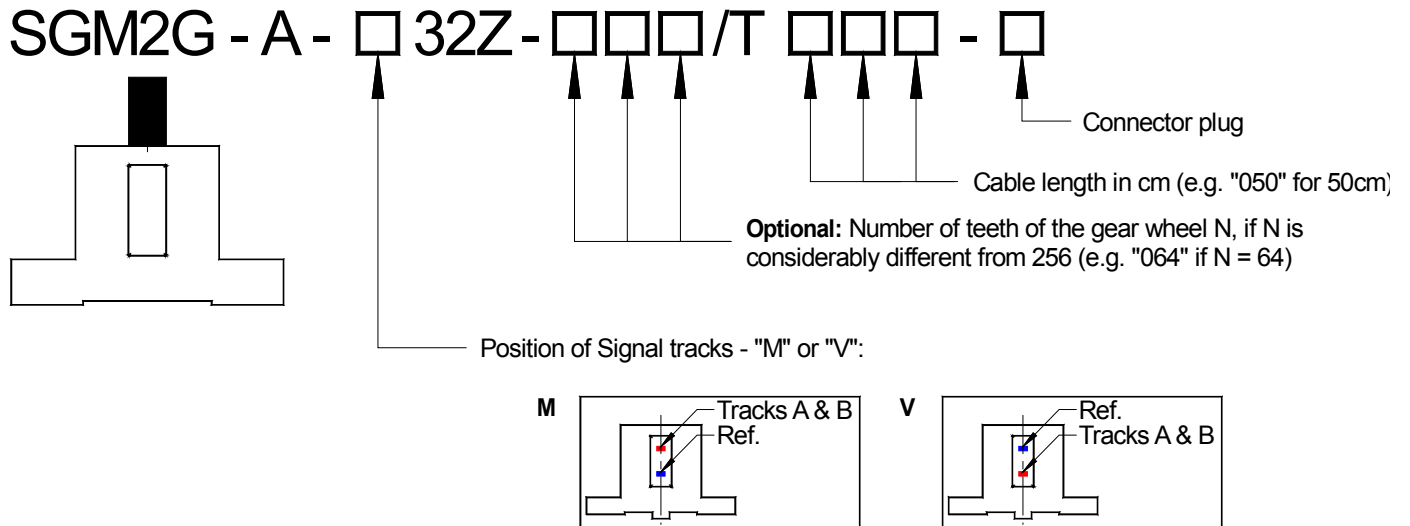 SGM2G - A - □ 32Z - □□□/T □□□ - □
Connector plug
Cable length in cm (e.g. "050" for 50cm)
Optional: Number of teeth of the gear wheel N, if N is
considerably different from 256 (e.g. "064" if N = 64)
Position of Signal tracks - "M" or "V":
M
Tracks A & B
Ref.
V
Ref.
Tracks A & B